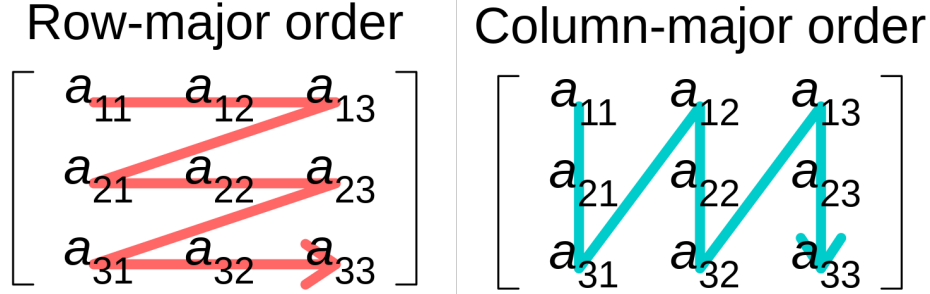 Row-major order
a11 a12 a13
a21 a22 a23
a31 a32 a33
Column-major order
a11 a12 a13
a21 a22 a23
a31 a32 a33